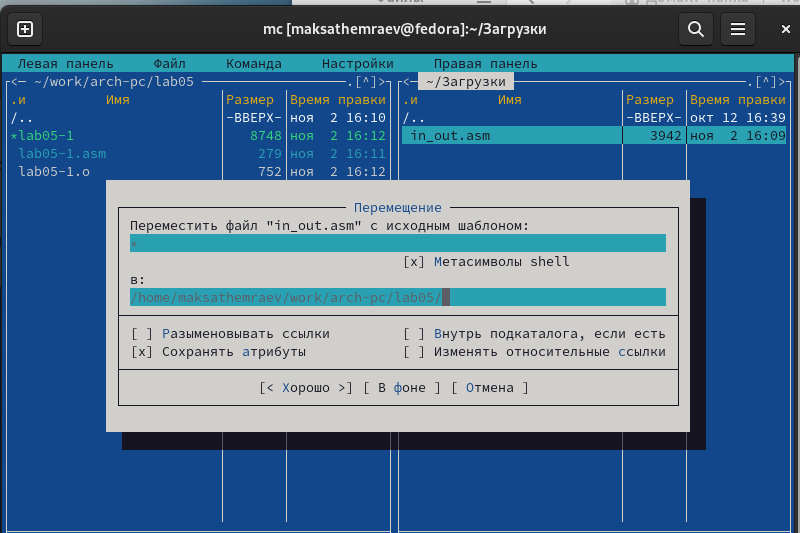 mc [maksathemraev@fedora]:~/Загрузки
Левая панель Файл Команда Настройки Правая панель
<— ~/work/arch-pc/lab05 .[^]>
.и Имя Размер Время правки
/.. -ВВЕРХ- ноя 2 16:10
*lab05-1 8748 ноя 2 16:12
lab05-1.asm 279 ноя 2 16:11
lab05-1.o 752 ноя 2 16:12
<— ~/Загрузки .[^]>
.и Имя Размер Время правки
/.. -ВВЕРХ- окт 12 16:39
in_out.asm 3942 ноя 2 16:09
Перемещение
Переместить файл "in_out.asm" с исходным шаблоном:
*
[x] Метасимволы shell
в:
/home/maksathemraev/work/arch-pc/lab05/
[ ] Разыменовывать ссылки [ ] Внутрь подкаталога, если есть
[x] Сохранять атрибуты [ ] Изменять относительные ссылки
[< Хорошо >] [ В фоне ] [ Отмена ]